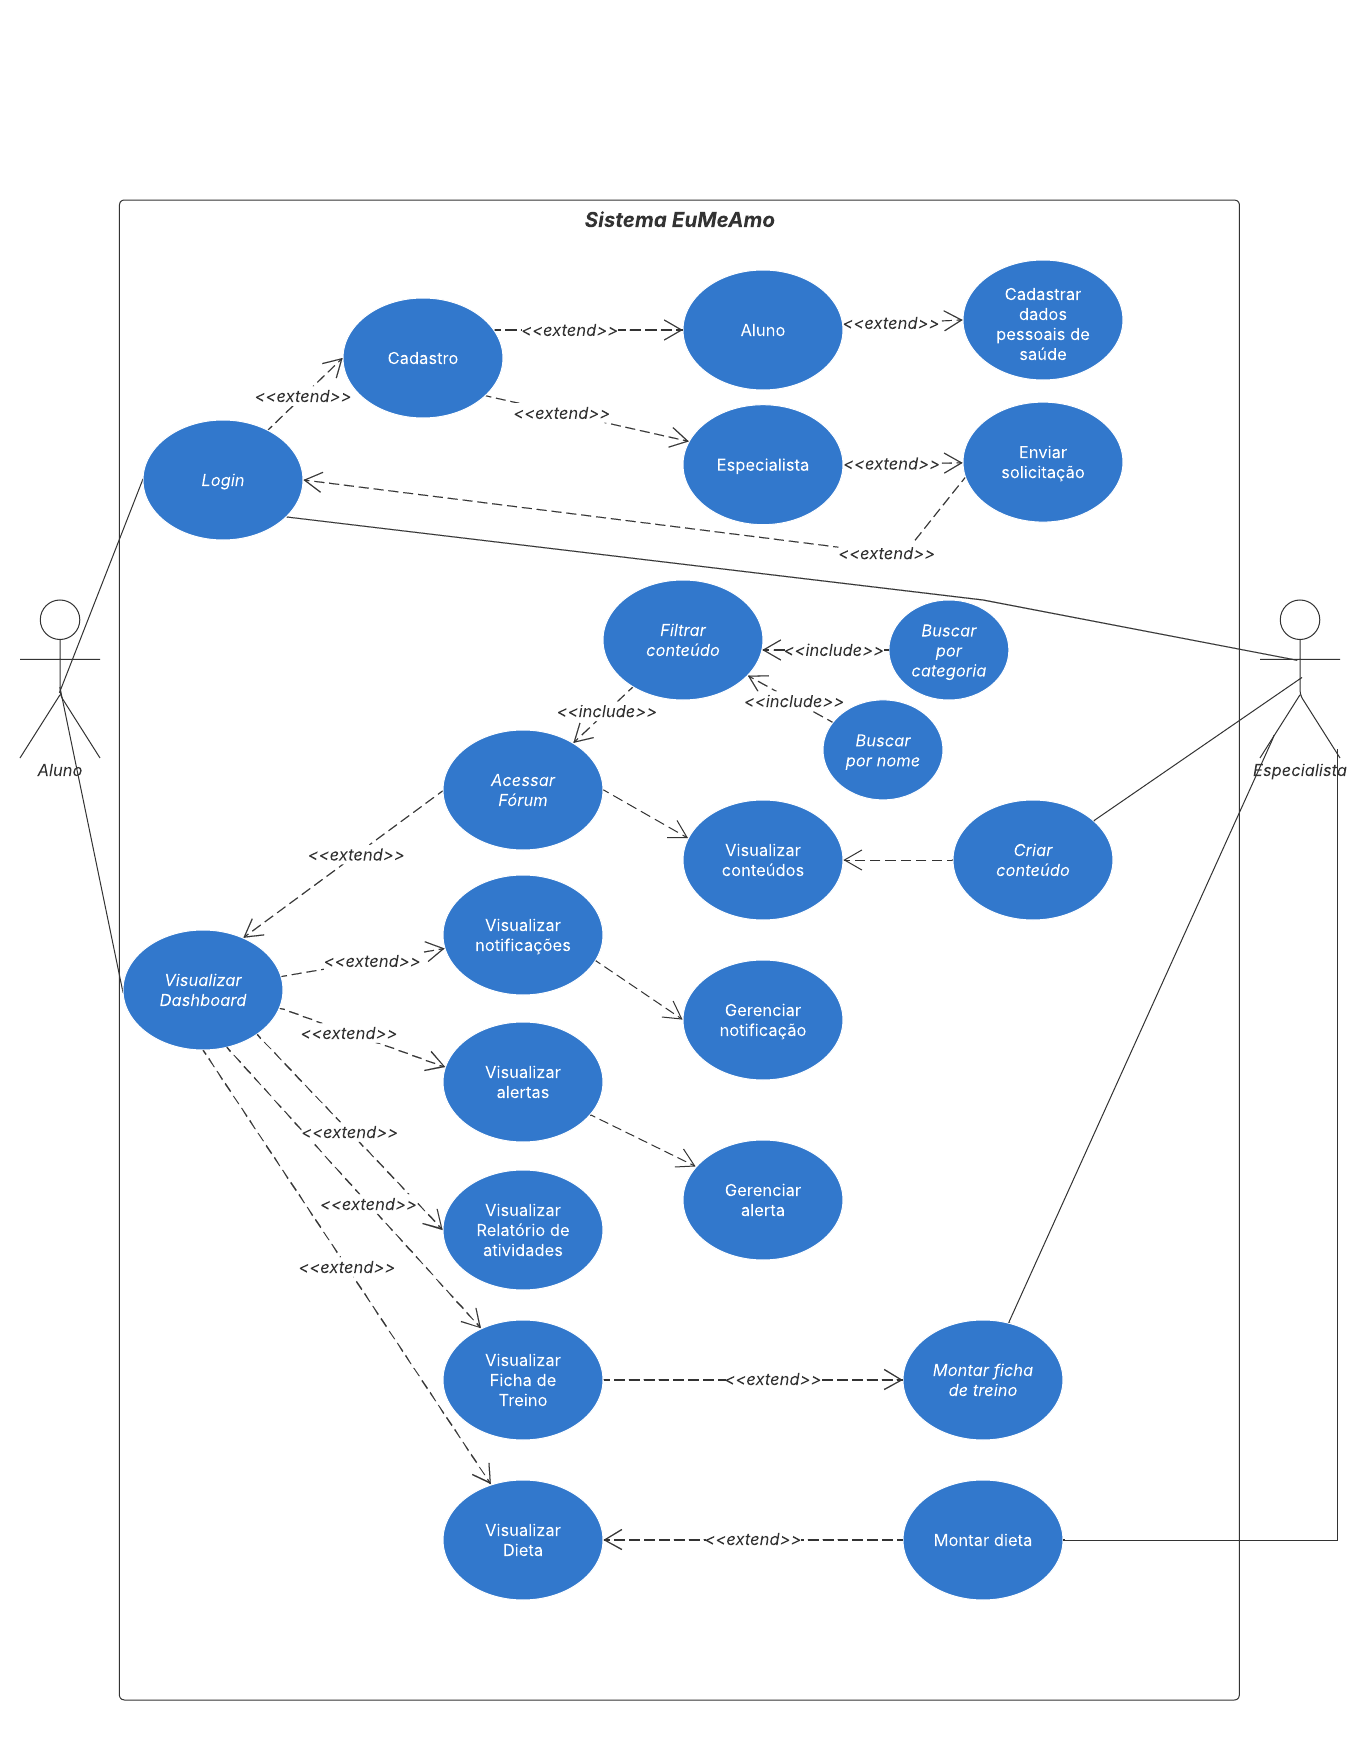 Sistema EuMeAmo
Cadastrar
dados
pessoais de
saúde
Aluno
<<extend>>
<<extend>>
Cadastro
<<extend>>
<<extend>>
Enviar
solicitação
Especialista
<<extend>>
Login
<<extend>>
Filtrar
conteúdo
Buscar
por
categoria
<<include>>
<<include>>
<<include>>
Buscar
por nome
Aluno
Especialista
Acessar
Fórum
<<extend>>
Visualizar
conteúdos
Criar
conteúdo
Visualizar
notificações
<<extend>>
Visualizar
Dashboard
Gerenciar
notificação
<<extend>>
Visualizar
alertas
<<extend>>
Gerenciar
alerta
<<extend>>
Visualizar
Relatório de
atividades
<<extend>>
Visualizar
Ficha de
Treino
<<extend>>
Montar ficha
de treino
Visualizar
Dieta
<<extend>>
Montar dieta